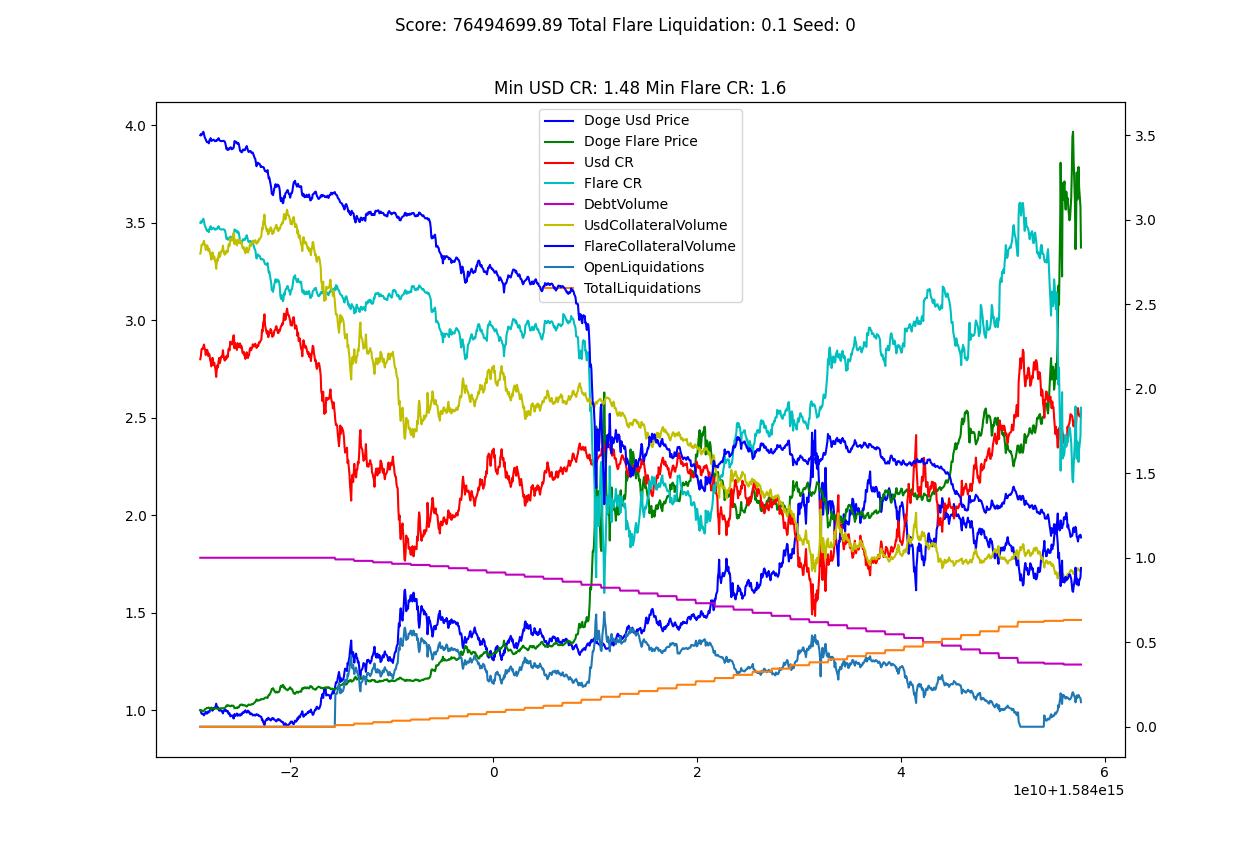 Score: 76494699.89 Total Flare Liquidation: 0.1 Seed: 0
Min USD CR: 1.48 Min Flare CR: 1.6
Doge Usd Price
Doge Flare Price
Usd CR
Flare CR
DebtVolume
UsdCollateralVolume
FlareCollateralVolume
OpenLiquidations
TotalLiquidations
4.0
3.5
3.0
2.5
2.0
1.5
1.0
3.5
3.0
2.5
2.0
1.5
1.0
0.5
0.0
−2 0 2 4 6
1e10+1.584e15